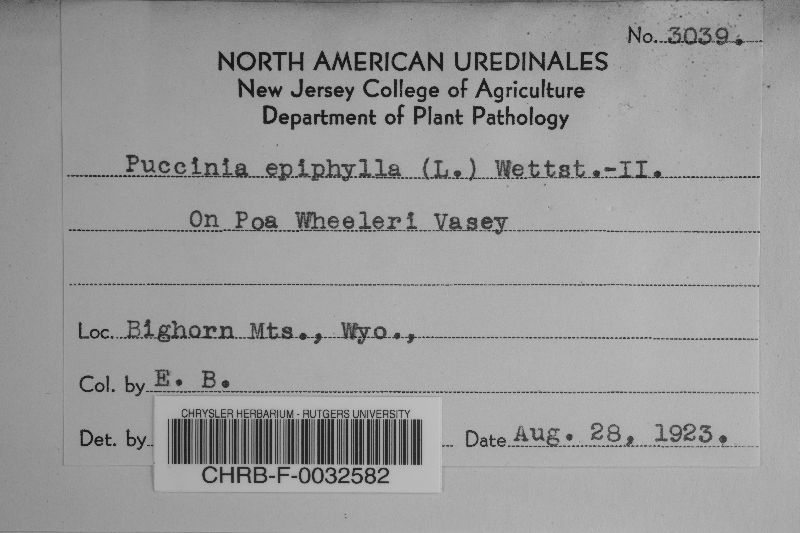 No. 3039.
NORTH AMERICAN UREDINALES
New Jersey College of Agriculture
Department of Plant Pathology
Puccinia epiphylla (L.) Wettst.-II.
On Poa Wheeleri Vasey
Loc. Bighorn Mts., Wyo.,
Col. by E. B.
Det. by Date Aug. 28, 1923.
CHRYSLER HERBARIUM - RUTGERS UNIVERSITY
CHRB-F-0032582